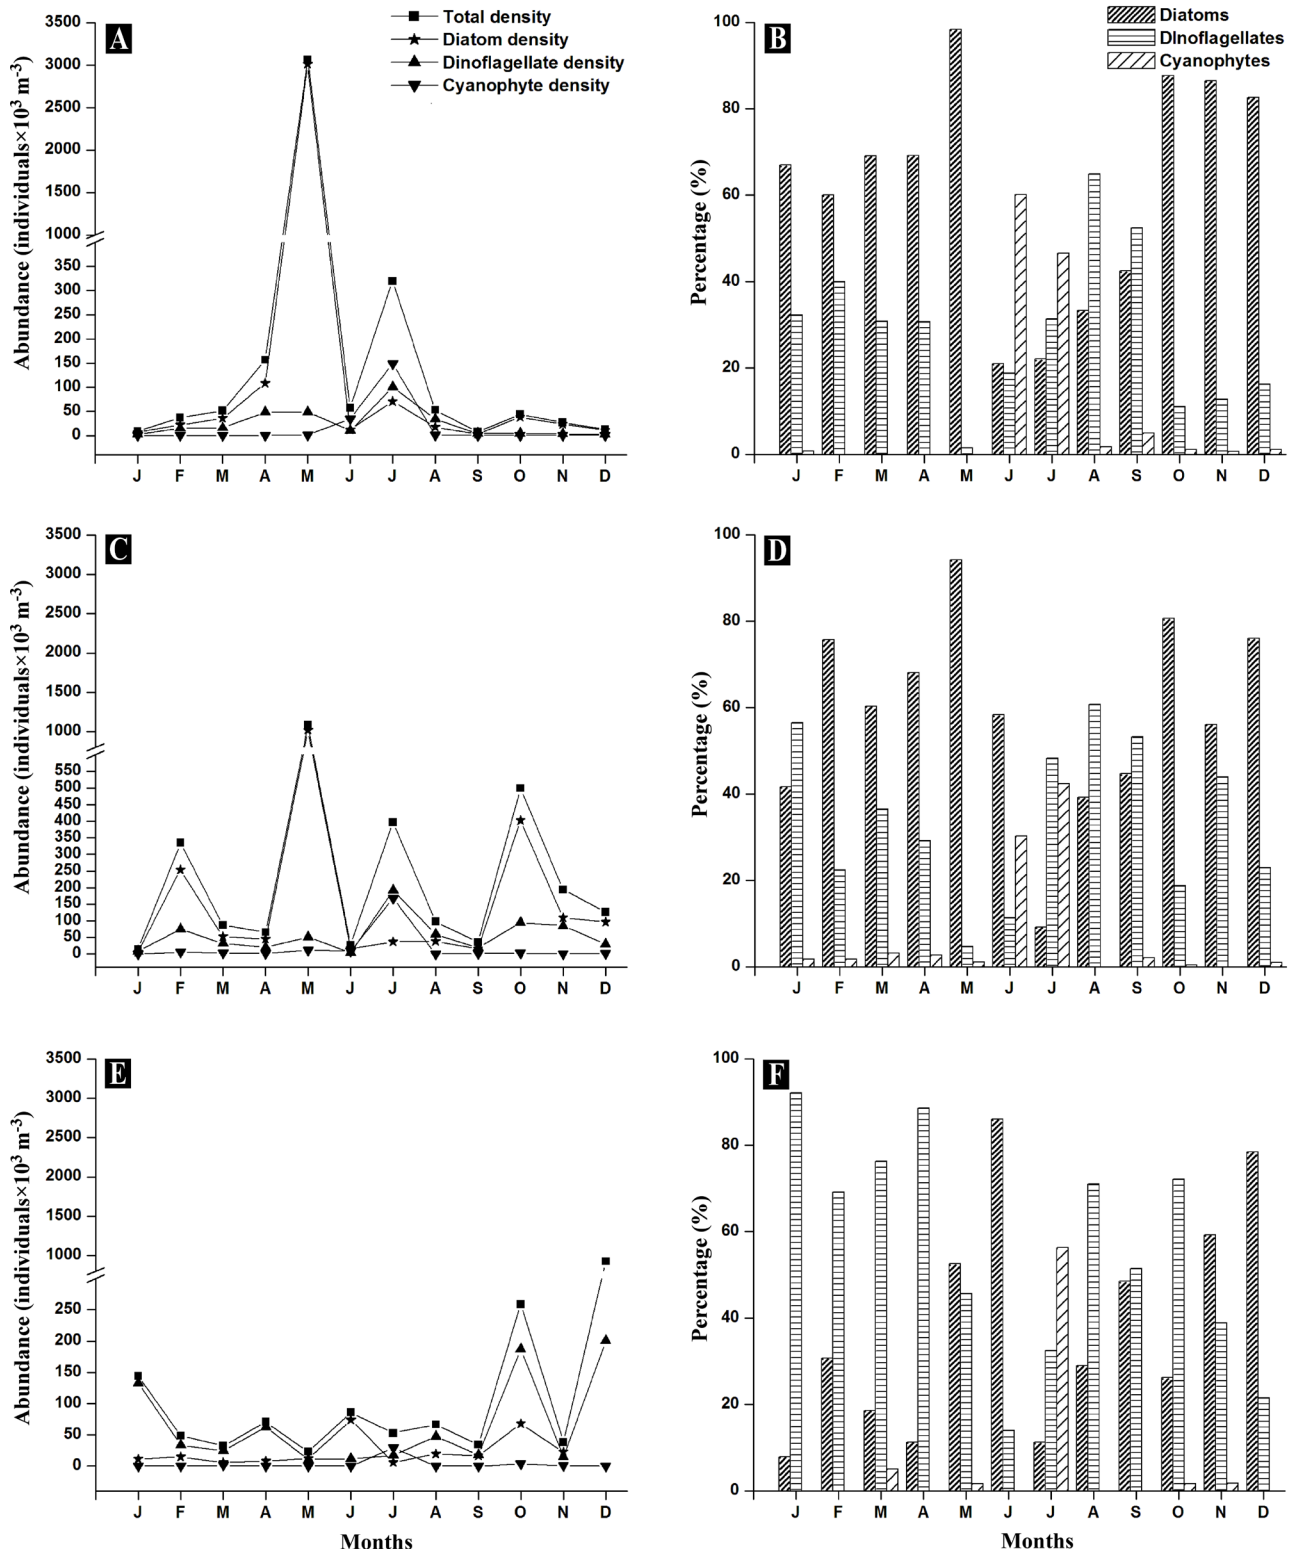 A
Total density
Diatom density
Dinoflagellate density
Cyanophyte density
Abundance (individuals×10³ m⁻³)
3500
3000
2500
2000
1500
1000
350
300
250
200
150
100
50
0
J F M A M J J A S O N D
B
Diatoms
DInoflagellates
Cyanophytes
Percentage (%)
100
80
60
40
20
0
J F M A M J J A S O N D
C
Abundance (individuals×10³ m⁻³)
3500
3000
2500
2000
1500
1000
550
500
450
400
350
300
250
200
150
100
50
0
J F M A M J J A S O N D
D
Percentage (%)
100
80
60
40
20
0
J F M A M J J A S O N D
E
Abundance (individuals×10³ m⁻³)
3500
3000
2500
2000
1500
1000
250
200
150
100
50
0
J F M A M J J A S O N D
Months
F
Percentage (%)
100
80
60
40
20
0
J F M A M J J A S O N D
Months